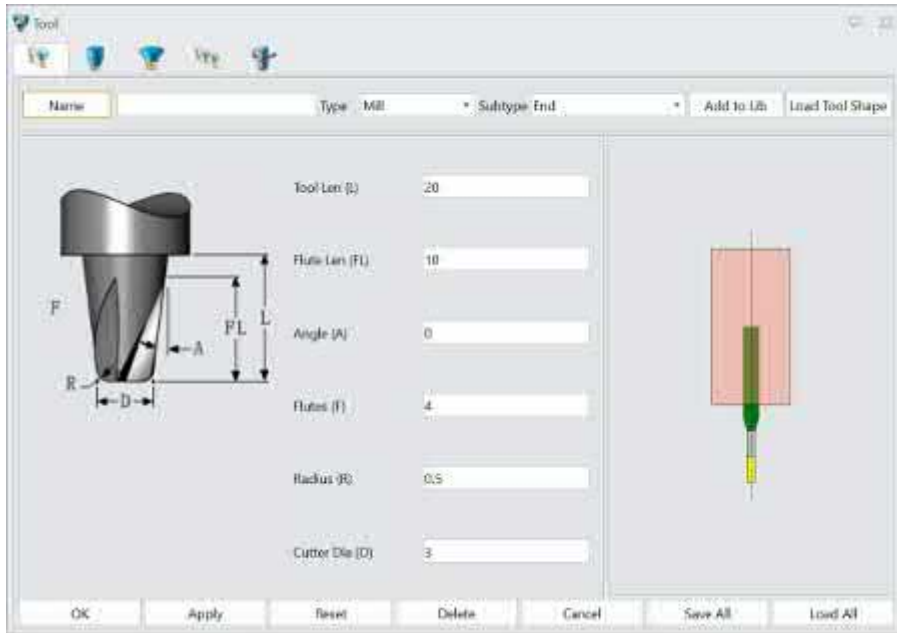 Tool
Name Type Mill Subtype End Add to Lib Load Tool Shape
Tool Len (L) 20
Flute Len (FL) 10
F FL L
Angle (A) 0
A
R
D
Flutes (F) 4
Radius (R) 0.5
Cutter Dia (D) 3
OK Apply Reset Delete Cancel Save All Load All